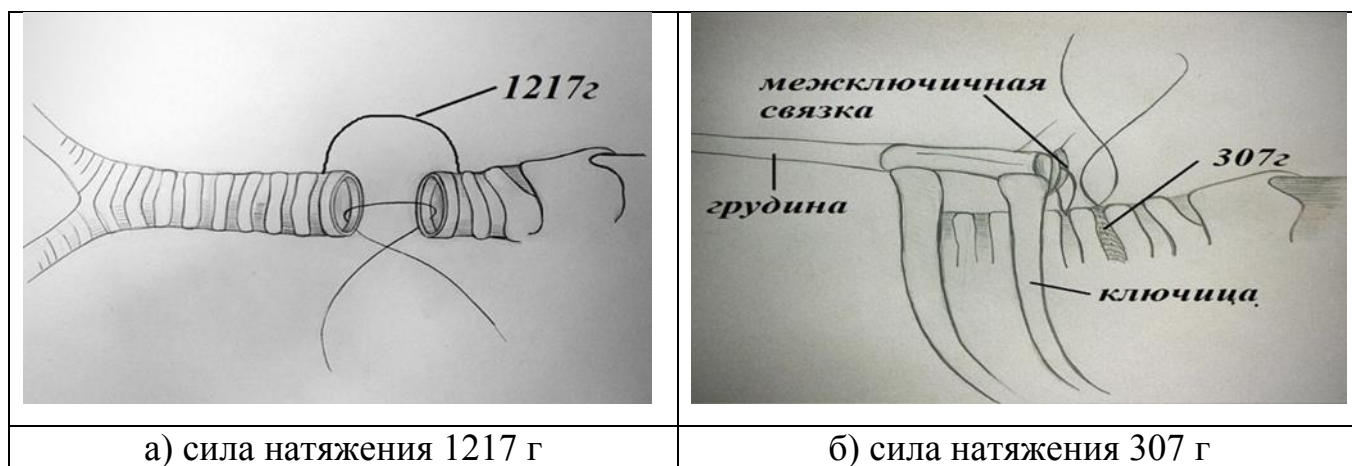 1217г
межключичная
связка
307г
грудина
ключица
а) сила натяжения 1217 г
б) сила натяжения 307 г